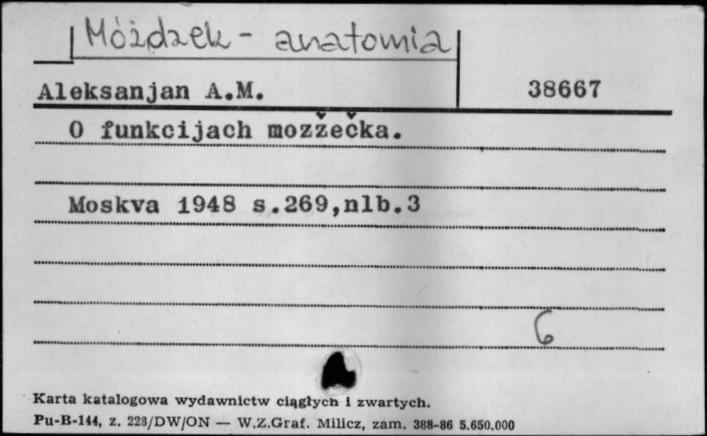 Móżdżek - anatomia
Aleksanjan A.M. 38667
O funkcijach mozžečka.
Moskva 1948 s.269,nlb.3
6
Karta katalogowa wydawnictw ciągłych i zwartych.
Pu-B-144, z. 223/DW/ON — W.Z.Graf. Milicz, zam. 388-86 5.650.000